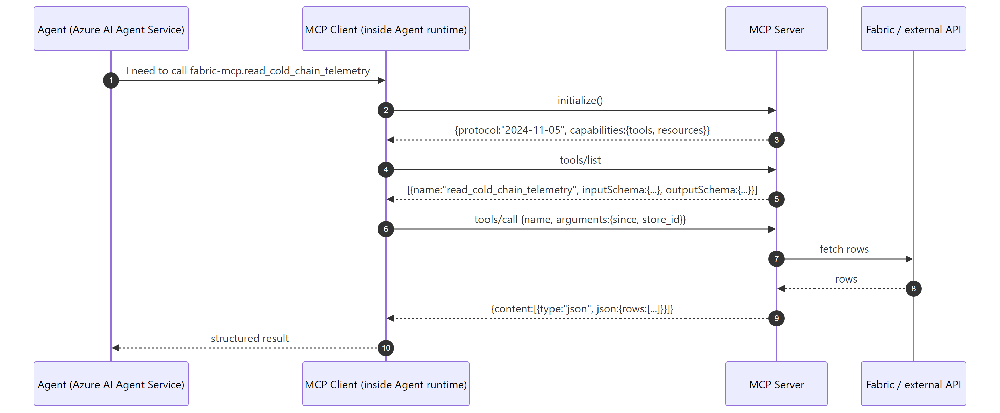 Agent (Azure AI Agent Service)
MCP Client (inside Agent runtime)
MCP Server
Fabric / external API
I need to call fabric-mcp.read_cold_chain_telemetry
1
initialize()
2
{protocol:"2024-11-05", capabilities:{tools, resources}}
3
tools/list
4
[{name:"read_cold_chain_telemetry", inputSchema:{...}, outputSchema:{...}}]
5
tools/call {name, arguments:{since, store_id}}
6
fetch rows
7
rows
8
{content:[{type:"json", json:{rows:[...]}}]}
9
structured result
10
Agent (Azure AI Agent Service)
MCP Client (inside Agent runtime)
MCP Server
Fabric / external API